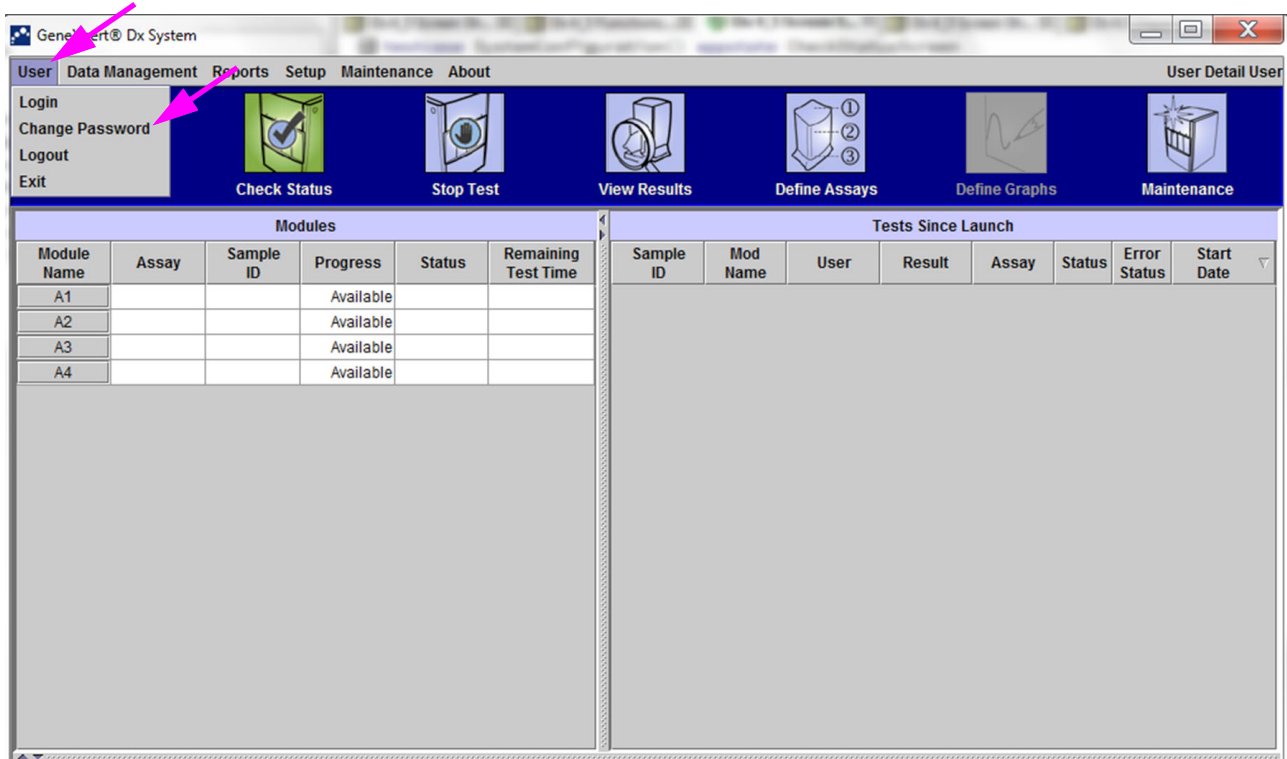 GeneXpert® Dx System
User Data Management Reports Setup Maintenance About User Detail User
Login
Change Password
Logout
Exit
Check Status Stop Test View Results Define Assays Define Graphs Maintenance
Modules
Module Name Assay Sample ID Progress Status Remaining Test Time
A1 Available
A2 Available
A3 Available
A4 Available
Tests Since Launch
Sample ID Mod Name User Result Assay Status Error Status Start Date